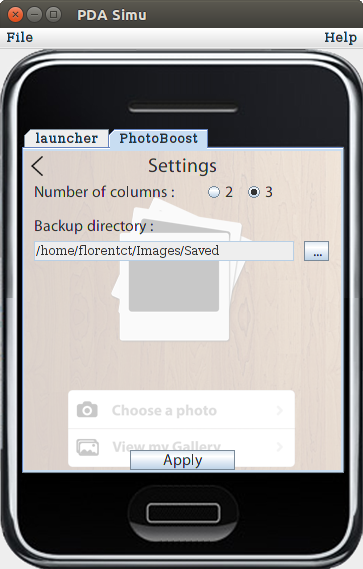 PDA Simu
File Help
launcher PhotoBoost
Settings
Number of columns : 2 3
Backup directory :
/home/florentct/Images/Saved
...
Choose a photo
View my Gallery
Apply